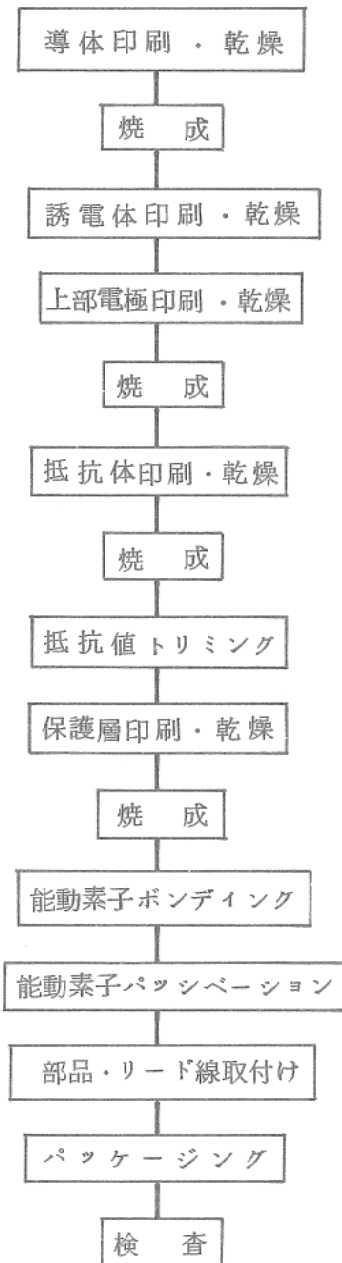 導体印刷・乾燥
焼成
誘電体印刷・乾燥
上部電極印刷・乾燥
焼成
抵抗体印刷・乾燥
焼成
抵抗値トリミング
保護層印刷・乾燥
焼成
能動素子ボンディング
能動素子パッシベーション
部品・リード線取付け
パッケージング
検査